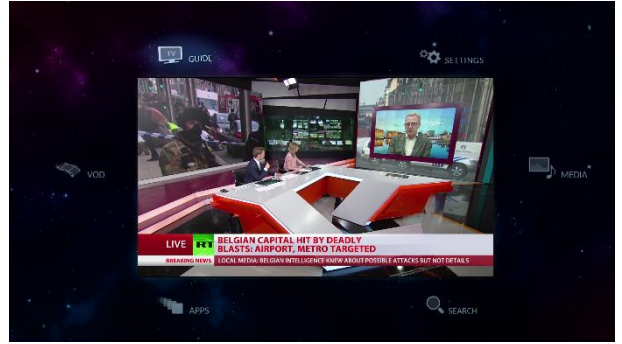 TV GUIDE
SETTINGS
VOD
MEDIA
LIVE RT BELGIAN CAPITAL HIT BY DEADLY
BLASTS: AIRPORT, METRO TARGETED
BREAKING NEWS LOCAL MEDIA: BELGIAN INTELLIGENCE KNEW ABOUT POSSIBLE ATTACKS BUT NOT DETAILS
APPS
SEARCH